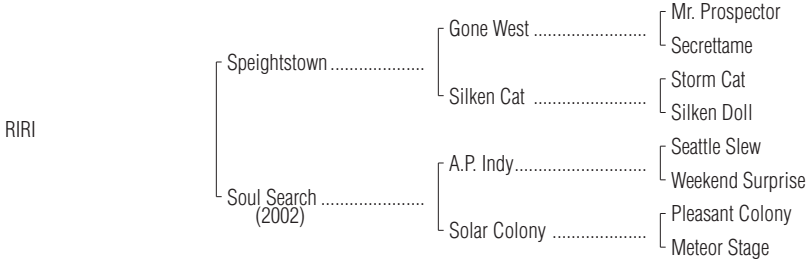 Mr. Prospector
Gone West ........................
Secrettame
Speightstown ....................
Storm Cat
Silken Cat ........................
Silken Doll
RIRI
Seattle Slew
A.P. Indy............................
Weekend Surprise
Soul Search ......................
(2002)
Pleasant Colony
Solar Colony ....................
Meteor Stage